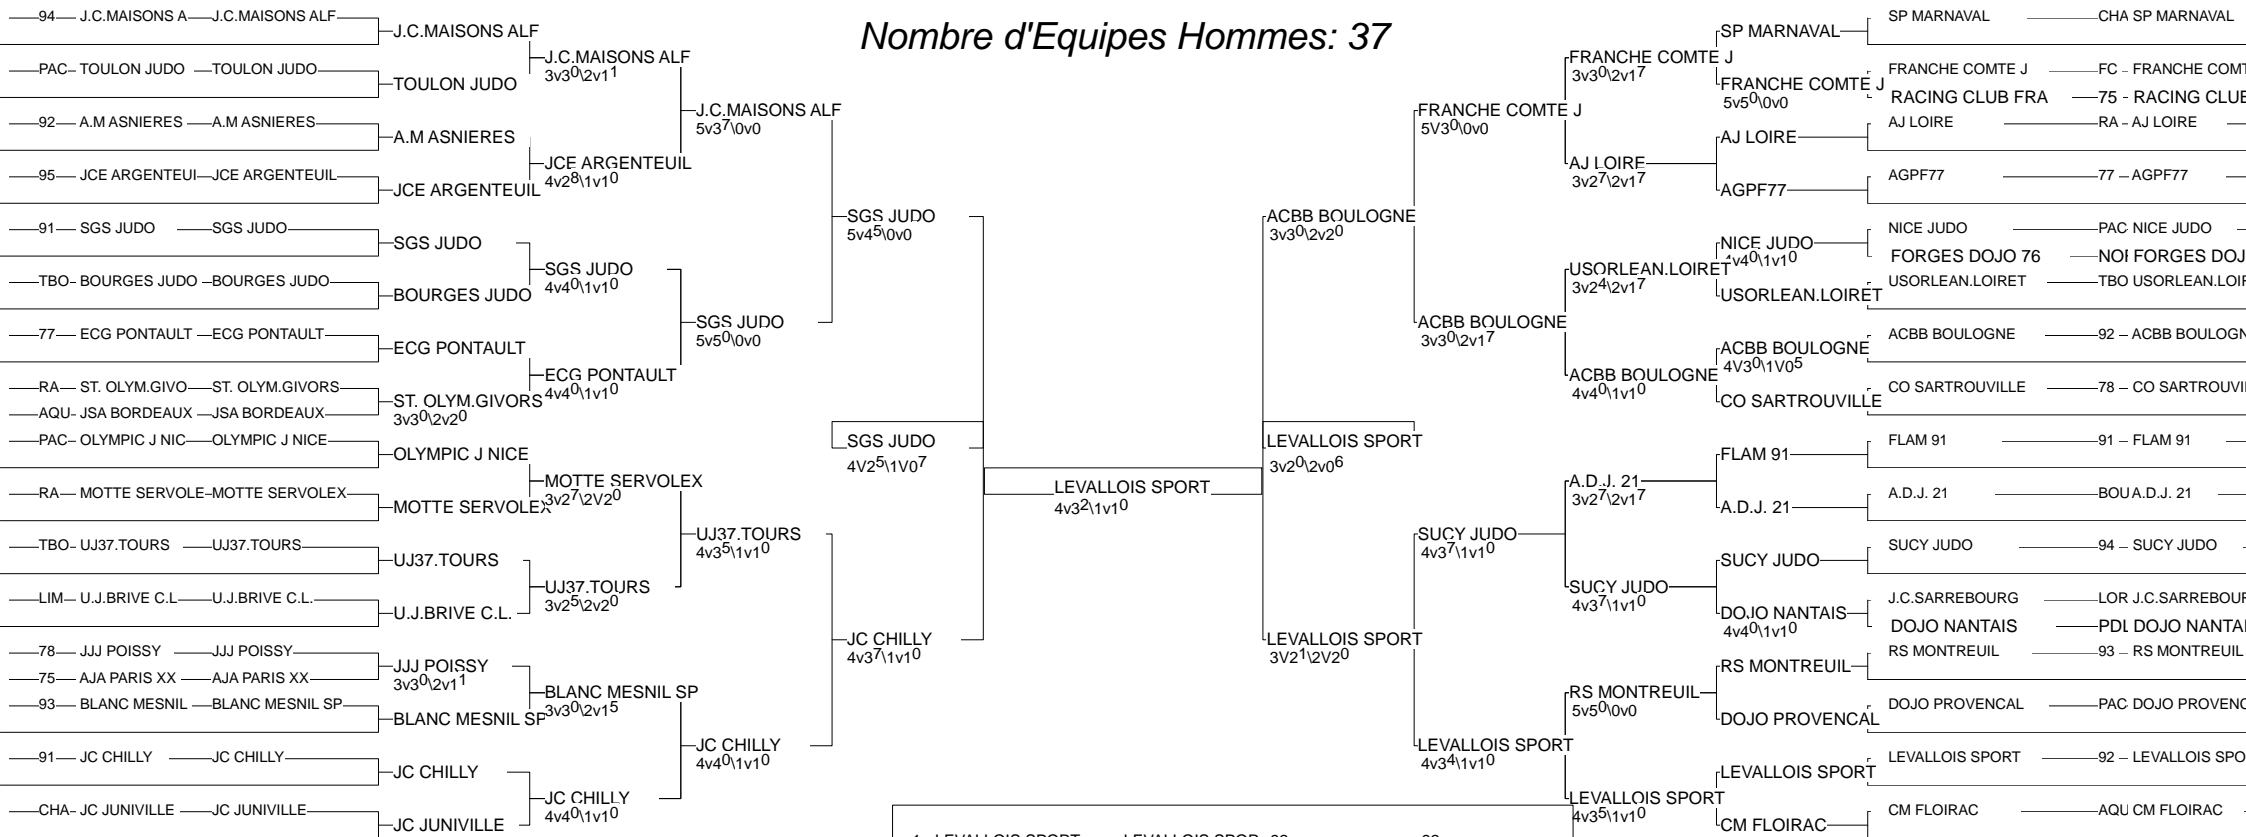 Nombre d'Equipes Hommes: 37
94 J.C.MAISONS A J.C.MAISONS ALF
PAC TOULON JUDO TOULON JUDO
92 A.M ASNIERES A.M ASNIERES
95 JCE ARGENTEUI JCE ARGENTEUIL
91 SGS JUDO SGS JUDO
TBO BOURGES JUDO BOURGES JUDO
77 ECG PONTAULT ECG PONTAULT
RA ST. OLYM.GIVO ST. OLYM.GIVORS
AQU JSA BORDEAUX JSA BORDEAUX
PAC OLYMPIC J NIC OLYMPIC J NICE
RA MOTTE SERVOLE MOTTE SERVOLEX
TBO UJ37.TOURS UJ37.TOURS
LIM U.J.BRIVE C.L U.J.BRIVE C.L.
78 JJJ POISSY JJJ POISSY
75 AJA PARIS XX AJA PARIS XX
93 BLANC MESNIL BLANC MESNIL SP
91 JC CHILLY JC CHILLY
CHA JC JUNIVILLE JC JUNIVILLE
J.C.MAISONS ALF
TOULON JUDO
A.M ASNIERES
JCE ARGENTEUIL
SGS JUDO
BOURGES JUDO
ECG PONTAULT
ST. OLYM.GIVORS
3v30\2v20
OLYMPIC J NICE
MOTTE SERVOLEX
UJ37.TOURS
U.J.BRIVE C.L.
JJJ POISSY
3v30\2v11
BLANC MESNIL SP
JC CHILLY
JC JUNIVILLE
J.C.MAISONS ALF
3v30\2v11
JCE ARGENTEUIL
4v28\1v10
SGS JUDO
4v40\1v10
ECG PONTAULT
4v40\1v10
MOTTE SERVOLEX
3v27\2V20
UJ37.TOURS
3v25\2v20
BLANC MESNIL SP
3v30\2v15
JC CHILLY
4v40\1v10
J.C.MAISONS ALF
5v37\0v0
SGS JUDO
5v50\0v0
UJ37.TOURS
4v35\1v10
JC CHILLY
4v40\1v10
SGS JUDO
5v45\0v0
SGS JUDO
4V25\1V07
JC CHILLY
4v37\1v10
LEVALLOIS SPORT
4v32\1v10
ACBB BOULOGNE
3v30\2v20
LEVALLOIS SPORT
3v20\2v06
LEVALLOIS SPORT
3V21\2V20
FRANCHE COMTE J
5V30\0v0
ACBB BOULOGNE
3v30\2v17
SUCY JUDO
4v37\1v10
LEVALLOIS SPORT
4v34\1v10
FRANCHE COMTE J
3v30\2v17
AJ LOIRE
3v27\2v17
USORLEAN.LOIRET
3v24\2v17
ACBB BOULOGNE
4v40\1v10
A.D.J. 21
3v27\2v17
SUCY JUDO
4v37\1v10
RS MONTREUIL
5v50\0v0
LEVALLOIS SPORT
4v35\1v10
SP MARNAVAL
FRANCHE COMTE J
5v50\0v0
AJ LOIRE
AGPF77
NICE JUDO
4v40\1v10
USORLEAN.LOIRET
ACBB BOULOGNE
4V30\1V05
CO SARTROUVILLE
FLAM 91
A.D.J. 21
SUCY JUDO
DOJO NANTAIS
4v40\1v10
RS MONTREUIL
DOJO PROVENCAL
LEVALLOIS SPORT
CM FLOIRAC
SP MARNAVAL CHA SP MARNAVAL
FRANCHE COMTE J FC FRANCHE COMT
RACING CLUB FRA 75 RACING CLUB
AJ LOIRE RA AJ LOIRE
AGPF77 77 AGPF77
NICE JUDO PAC NICE JUDO
FORGES DOJO 76 NOR FORGES DOJ
USORLEAN.LOIRET TBO USORLEAN.LOI
ACBB BOULOGNE 92 ACBB BOULOGN
CO SARTROUVILLE 78 CO SARTROUVI
FLAM 91 91 FLAM 91
A.D.J. 21 BOU A.D.J. 21
SUCY JUDO 94 SUCY JUDO
J.C.SARREBOURG LOR J.C.SARREBOUR
DOJO NANTAIS PDL DOJO NANTAI
RS MONTREUIL 93 RS MONTREUIL
DOJO PROVENCAL PAC DOJO PROVENC
LEVALLOIS SPORT 92 LEVALLOIS SPO
CM FLOIRAC AQU CM FLOIRAC